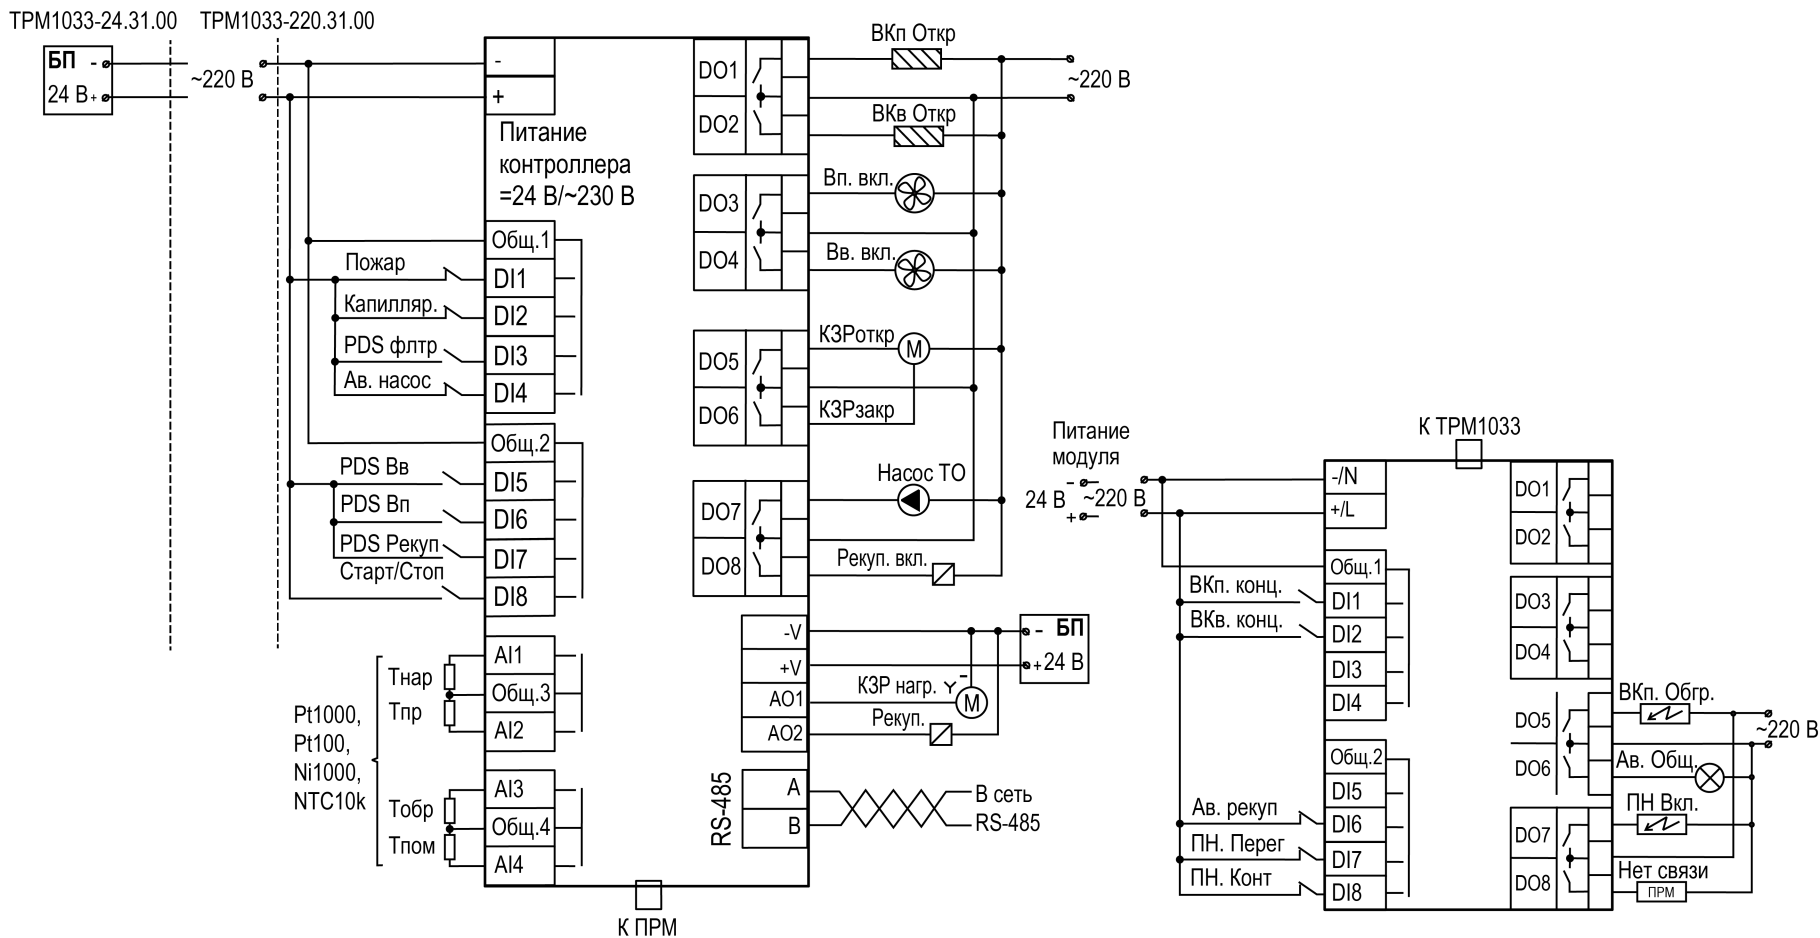 ТРМ1033-24.31.00
ТРМ1033-220.31.00
БП -
24 В +
~220 В
-
+
Питание
контроллера
=24 В/~230 В
Общ.1
Пожар
DI1
Капилляр.
DI2
PDS флтр
DI3
Ав. насос
DI4
Общ.2
PDS Вв
DI5
PDS Вп
DI6
PDS Рекуп
DI7
Старт/Стоп
DI8
AI1
Тнар
Общ.3
Тпр
AI2
Pt1000,
Pt100,
Ni1000,
NTC10k
AI3
Тобр
Общ.4
Тпом
AI4
К ПРМ
DO1
ВКп Откр
~220 В
DO2
ВКв Откр
DO3
Вп. вкл.
DO4
Вв. вкл.
DO5
КЗРоткр
М
DO6
КЗРзакр
DO7
Насос ТО
DO8
Рекуп. вкл.
-V
- БП
+V
+ 24 В
AO1
КЗР нагр. Y
-
М
AO2
Рекуп.
RS-485
A
B
В сеть
RS-485
К ТРМ1033
Питание
модуля
-
24 В
+
~220 В
-/N
+/L
Общ.1
ВКп. конц.
DI1
ВКв. конц.
DI2
DI3
DI4
Общ.2
DI5
Ав. рекуп
DI6
ПН. Перег
DI7
ПН. Конт
DI8
DO1
DO2
DO3
DO4
DO5
ВКп. Обгр.
~220 В
DO6
Ав. Общ.
DO7
ПН Вкл.
DO8
Нет связи
ПРМ